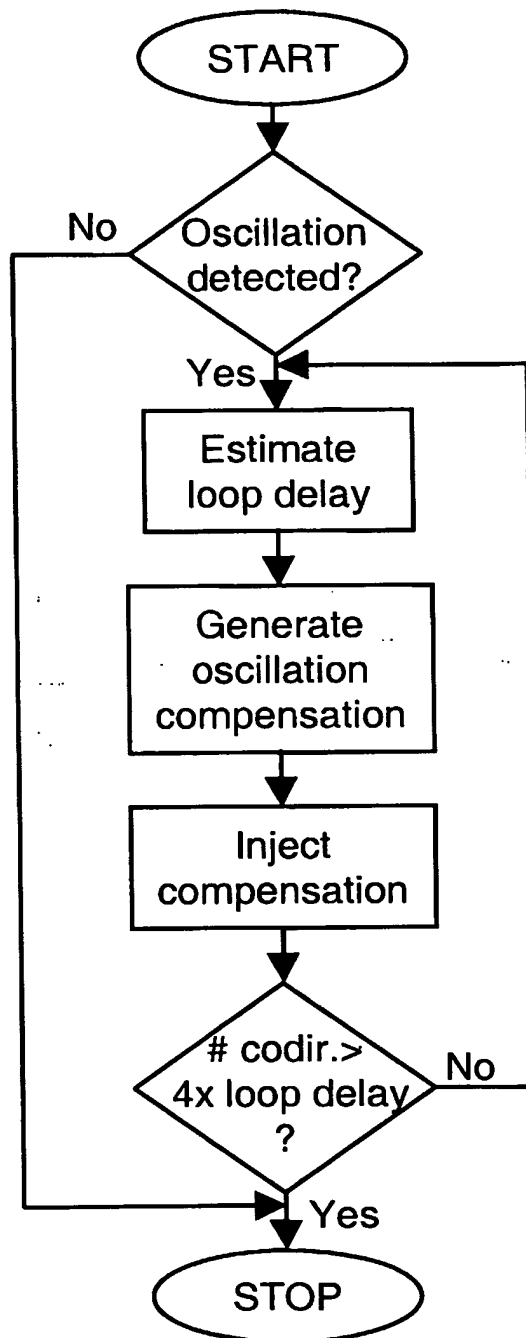 START
Oscillation
detected?
No
Yes
Estimate
loop delay
Generate
oscillation
compensation
Inject
compensation
# codir.>
4x loop delay
?
No
Yes
STOP